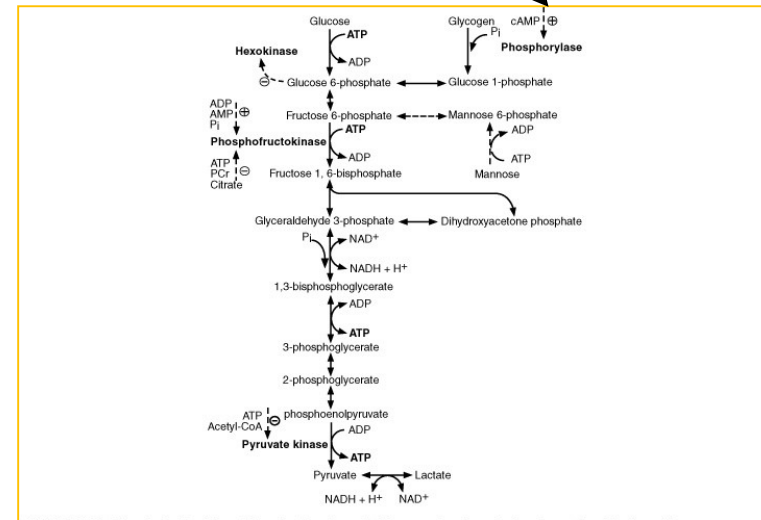 Glucose
Glycogen
cAMP ⊕
ATP
Pi
Hexokinase
Phosphorylase
ADP
⊖ Glucose 6-phosphate
Glucose 1-phosphate
ADP
AMP ⊕
Pi
Fructose 6-phosphate
Mannose 6-phosphate
ATP
ADP
Phosphofructokinase
ADP
ATP
ATP
PCr ⊖
Citrate
Fructose 1, 6-bisphosphate
Mannose
Glyceraldehyde 3-phosphate
Dihydroxyacetone phosphate
Pi
NAD+
NADH + H+
1,3-bisphosphoglycerate
ADP
ATP
3-phosphoglycerate
2-phosphoglycerate
ATP ⊖
Acetyl-CoA
phosphoenolpyruvate
ADP
Pyruvate kinase
ATP
Pyruvate
Lactate
NADH + H+
NAD+